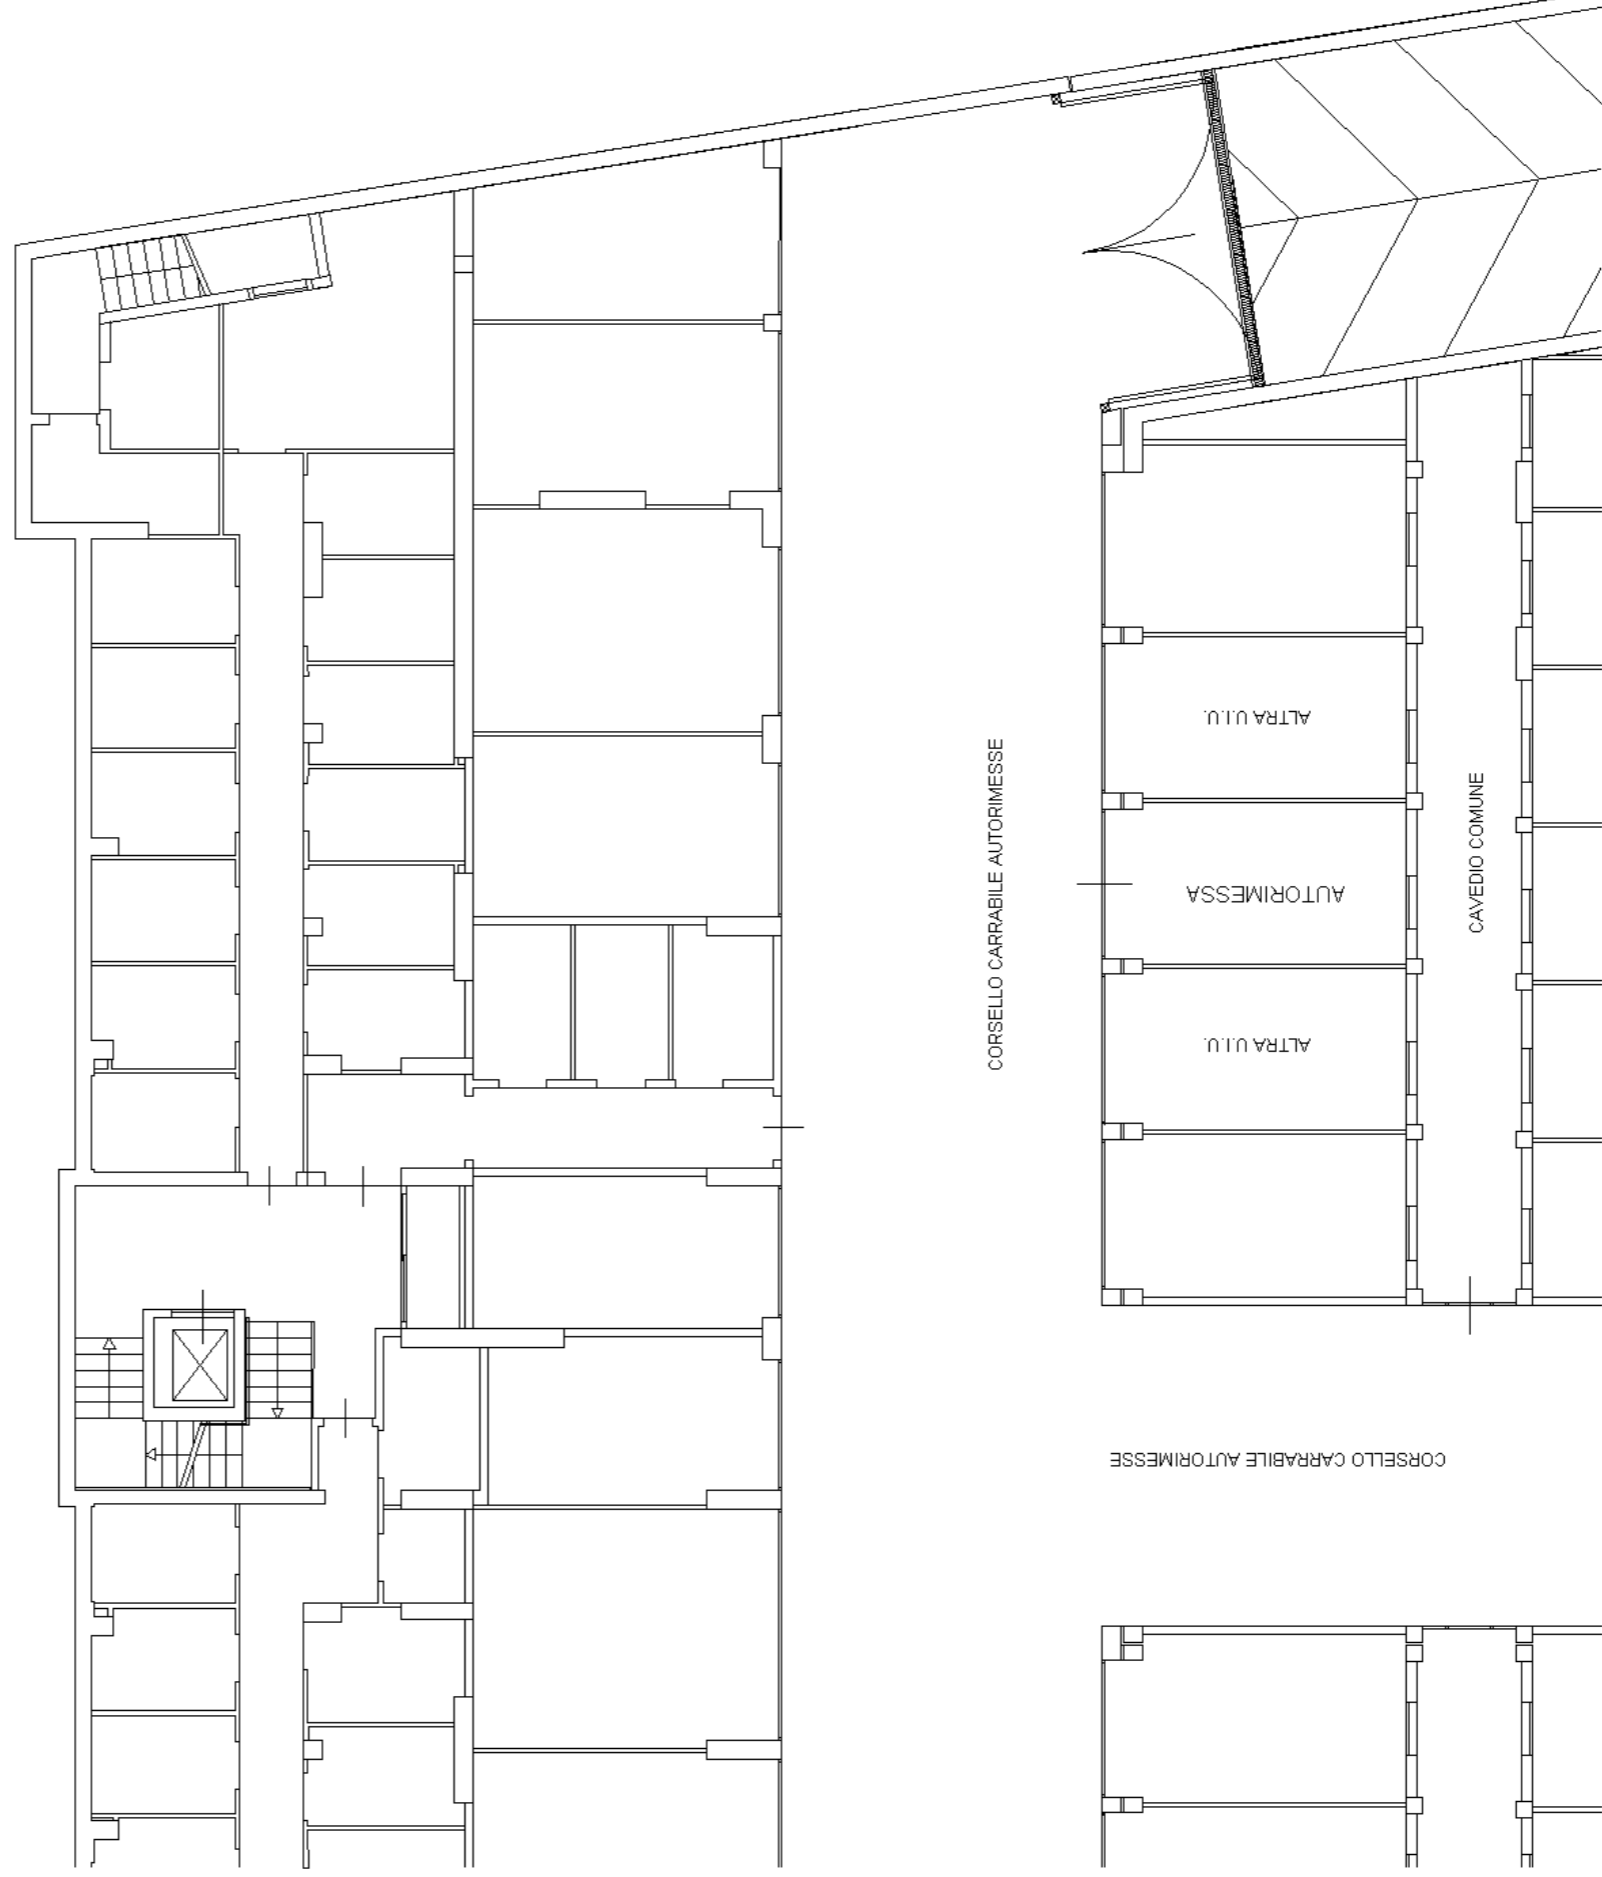 ALTRA U.I.U.
CORSELLO CARRABILE AUTORIMESSE
CAVEDIO COMUNE
AUTORIMESSA
ALTRA U.I.U.
CORSELLO CARRABILE AUTORIMESSE